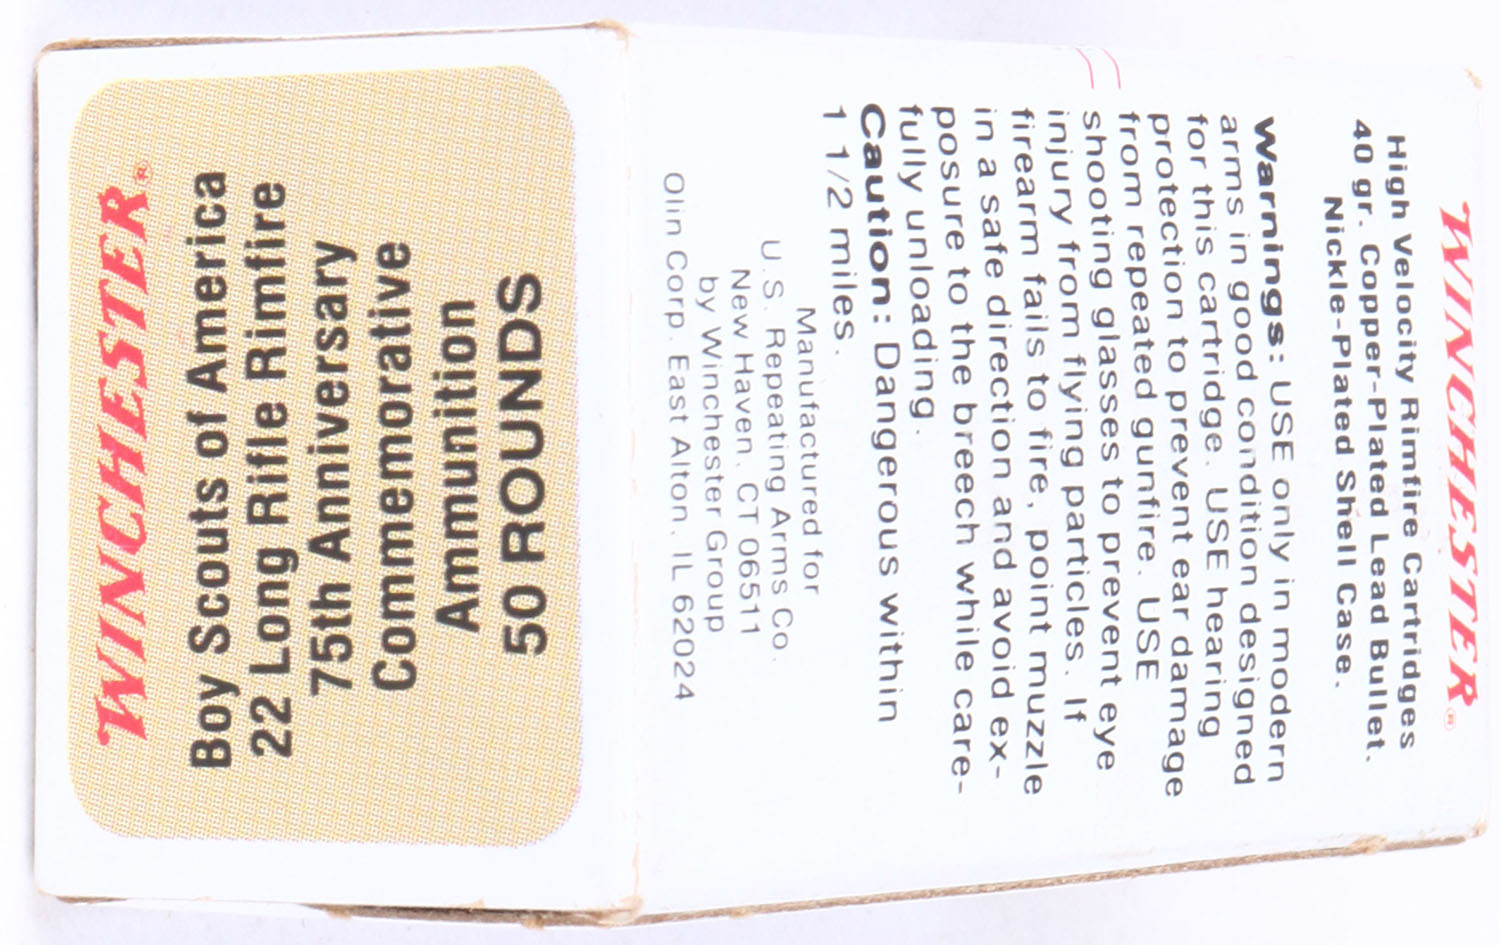 WINCHESTER®
Boy Scouts of America
22 Long Rifle Rimfire
75th Anniversary
Commemorative
Ammunition
50 ROUNDS
WINCHESTER®
High Velocity Rimfire Cartridges
40 gr. Copper-Plated Lead Bullet.
Nickle-Plated Shell Case.
Warnings: USE only in modern
arms in good condition designed
for this cartridge. USE hearing
protection to prevent ear damage
from repeated gunfire. USE
shooting glasses to prevent eye
injury from flying particles. If
firearm fails to fire, point muzzle
in a safe direction and avoid ex-
posure to the breech while care-
fully unloading.
Caution: Dangerous within
1 1/2 miles.
Manufactured for
U.S. Repeating Arms Co.
New Haven, CT 06511
by Winchester Group
Olin Corp. East Alton, IL 62024